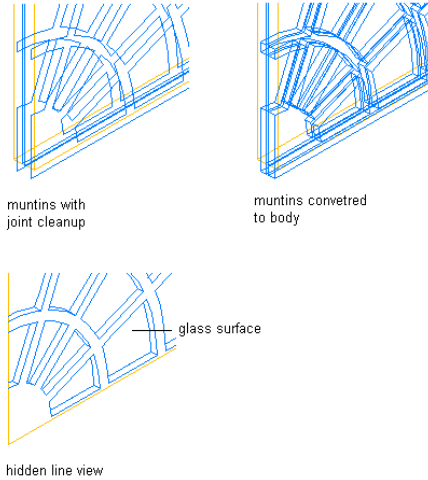 muntins with
joint cleanup
muntins convetred
to body
glass surface
hidden line view